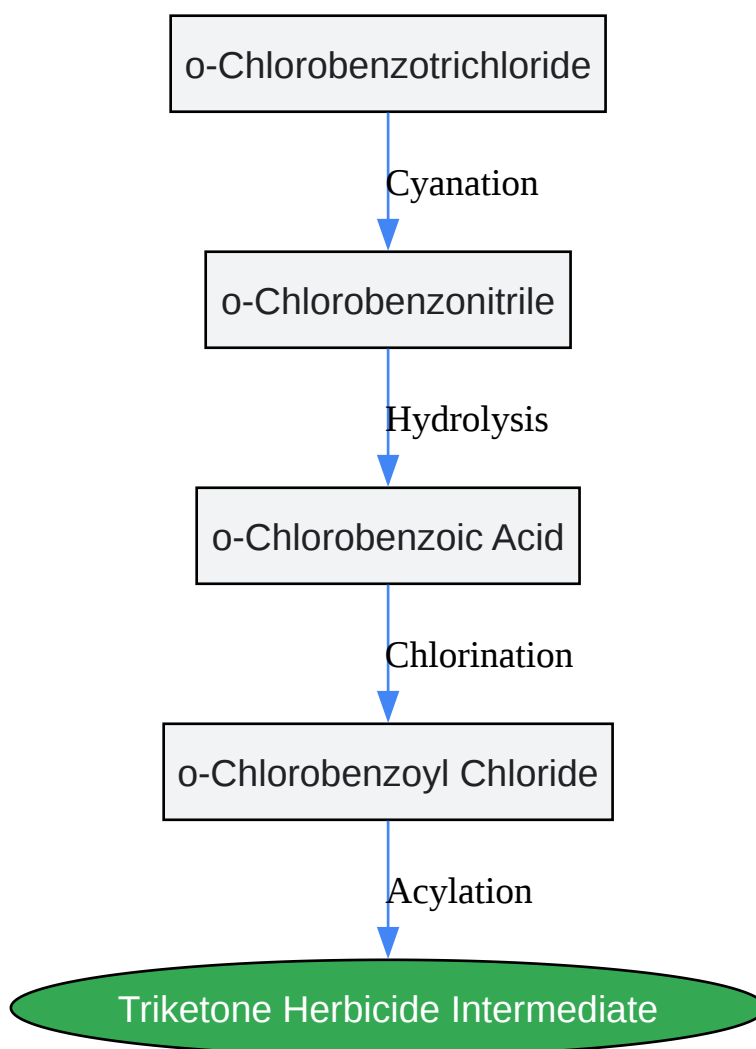 o-Chlorobenzotrichloride
Cyanation
o-Chlorobenzonitrile
Hydrolysis
o-Chlorobenzoic Acid
Chlorination
o-Chlorobenzoyl Chloride
Acylation
Triketone Herbicide Intermediate